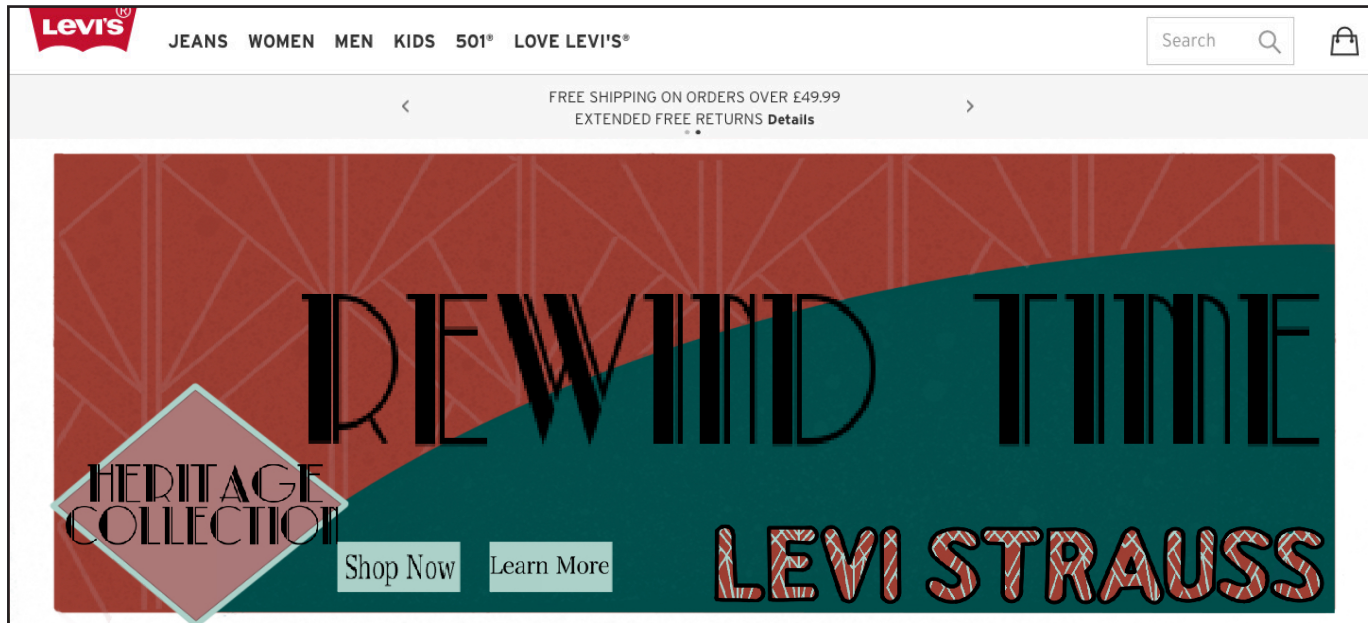 Levi's®
JEANS WOMEN MEN KIDS 501® LOVE LEVI'S®
Search
FREE SHIPPING ON ORDERS OVER £49.99
EXTENDED FREE RETURNS Details
REWIND TIME
HERITAGE
COLLECTION
Shop Now
Learn More
LEVI STRAUSS